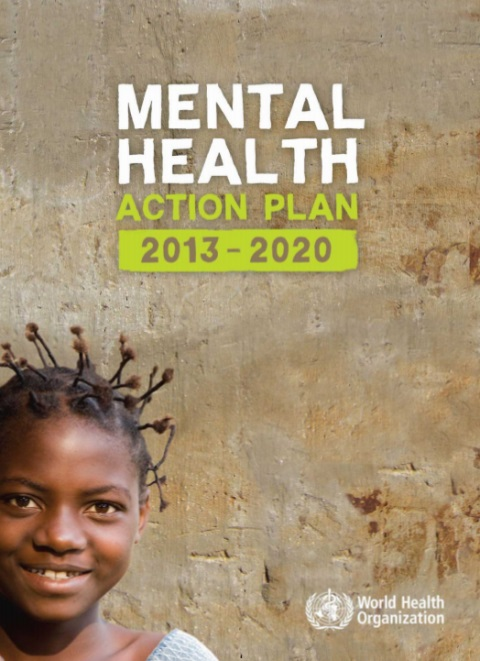 MENTAL
HEALTH
ACTION PLAN
2013 – 2020
World Health
Organization